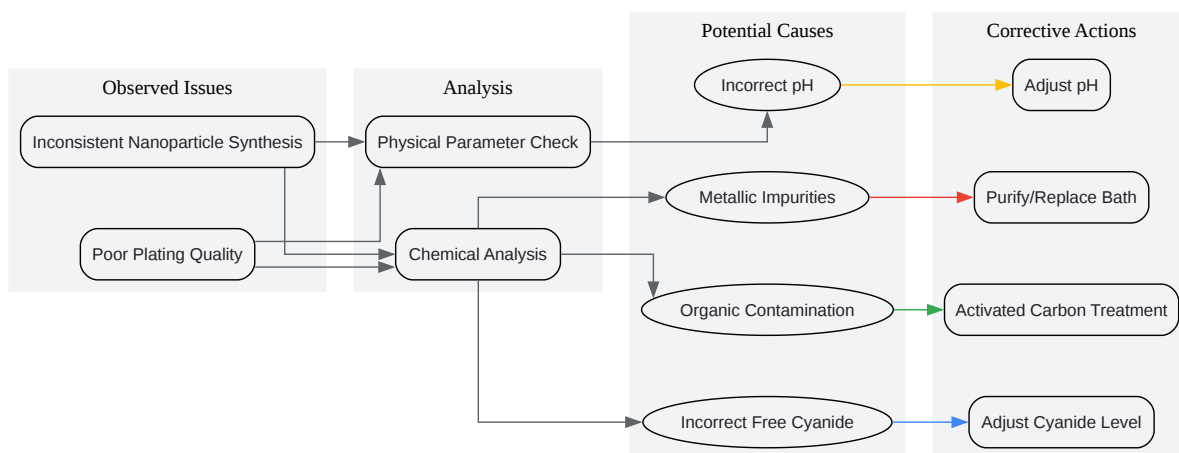 Observed Issues
Inconsistent Nanoparticle Synthesis
Poor Plating Quality
Analysis
Physical Parameter Check
Chemical Analysis
Potential Causes
Incorrect pH
Metallic Impurities
Organic Contamination
Incorrect Free Cyanide
Corrective Actions
Adjust pH
Purify/Replace Bath
Activated Carbon Treatment
Adjust Cyanide Level